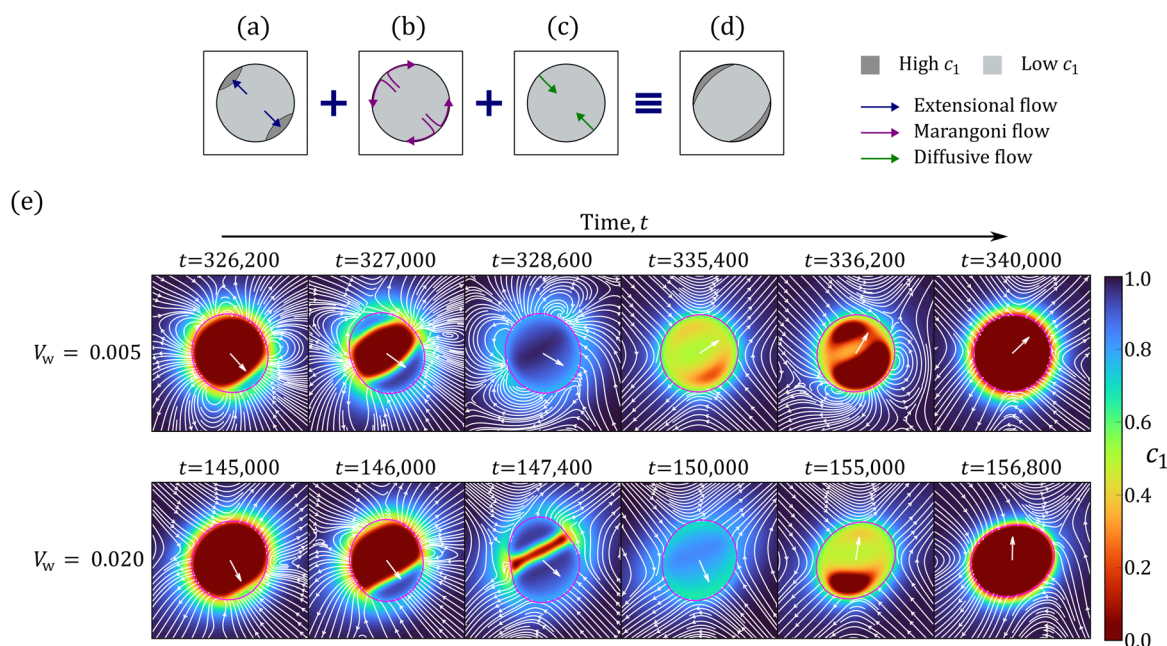 (a) (b) (c) (d)
High c₁ Low c₁
Extensional flow
Marangoni flow
Diffusive flow
(e)
Time, t
t=326,200 t=327,000 t=328,600 t=335,400 t=336,200 t=340,000
V_w = 0.005
t=145,000 t=146,000 t=147,400 t=150,000 t=155,000 t=156,800
V_w = 0.020
1.0
0.8
0.6
c₁
0.4
0.2
0.0